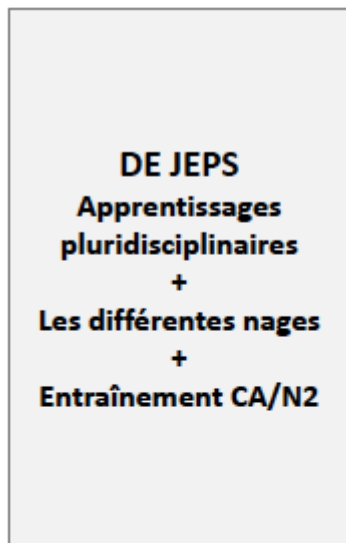 DE JEPS
Apprentissages
pluridisciplinaires
+
Les différentes nages
+
Entraînement CA/N2